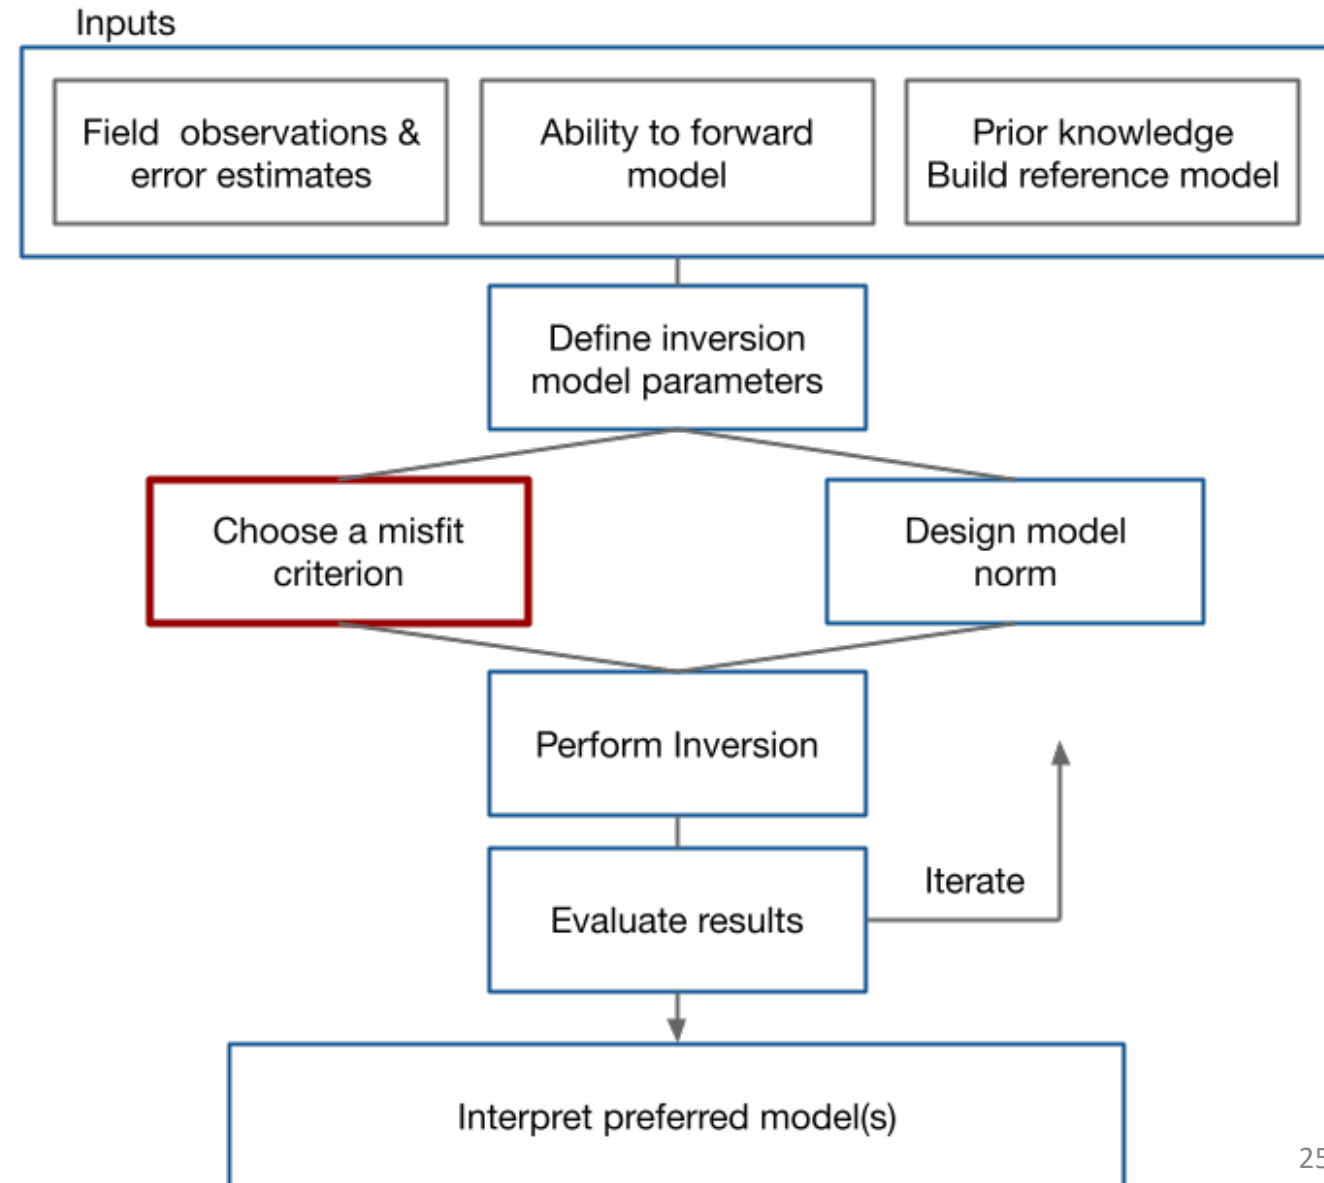 Inputs
Field observations &
error estimates
Ability to forward
model
Prior knowledge
Build reference model
Define inversion
model parameters
Choose a misfit
criterion
Design model
norm
Perform Inversion
Evaluate results
Iterate
Interpret preferred model(s)
25